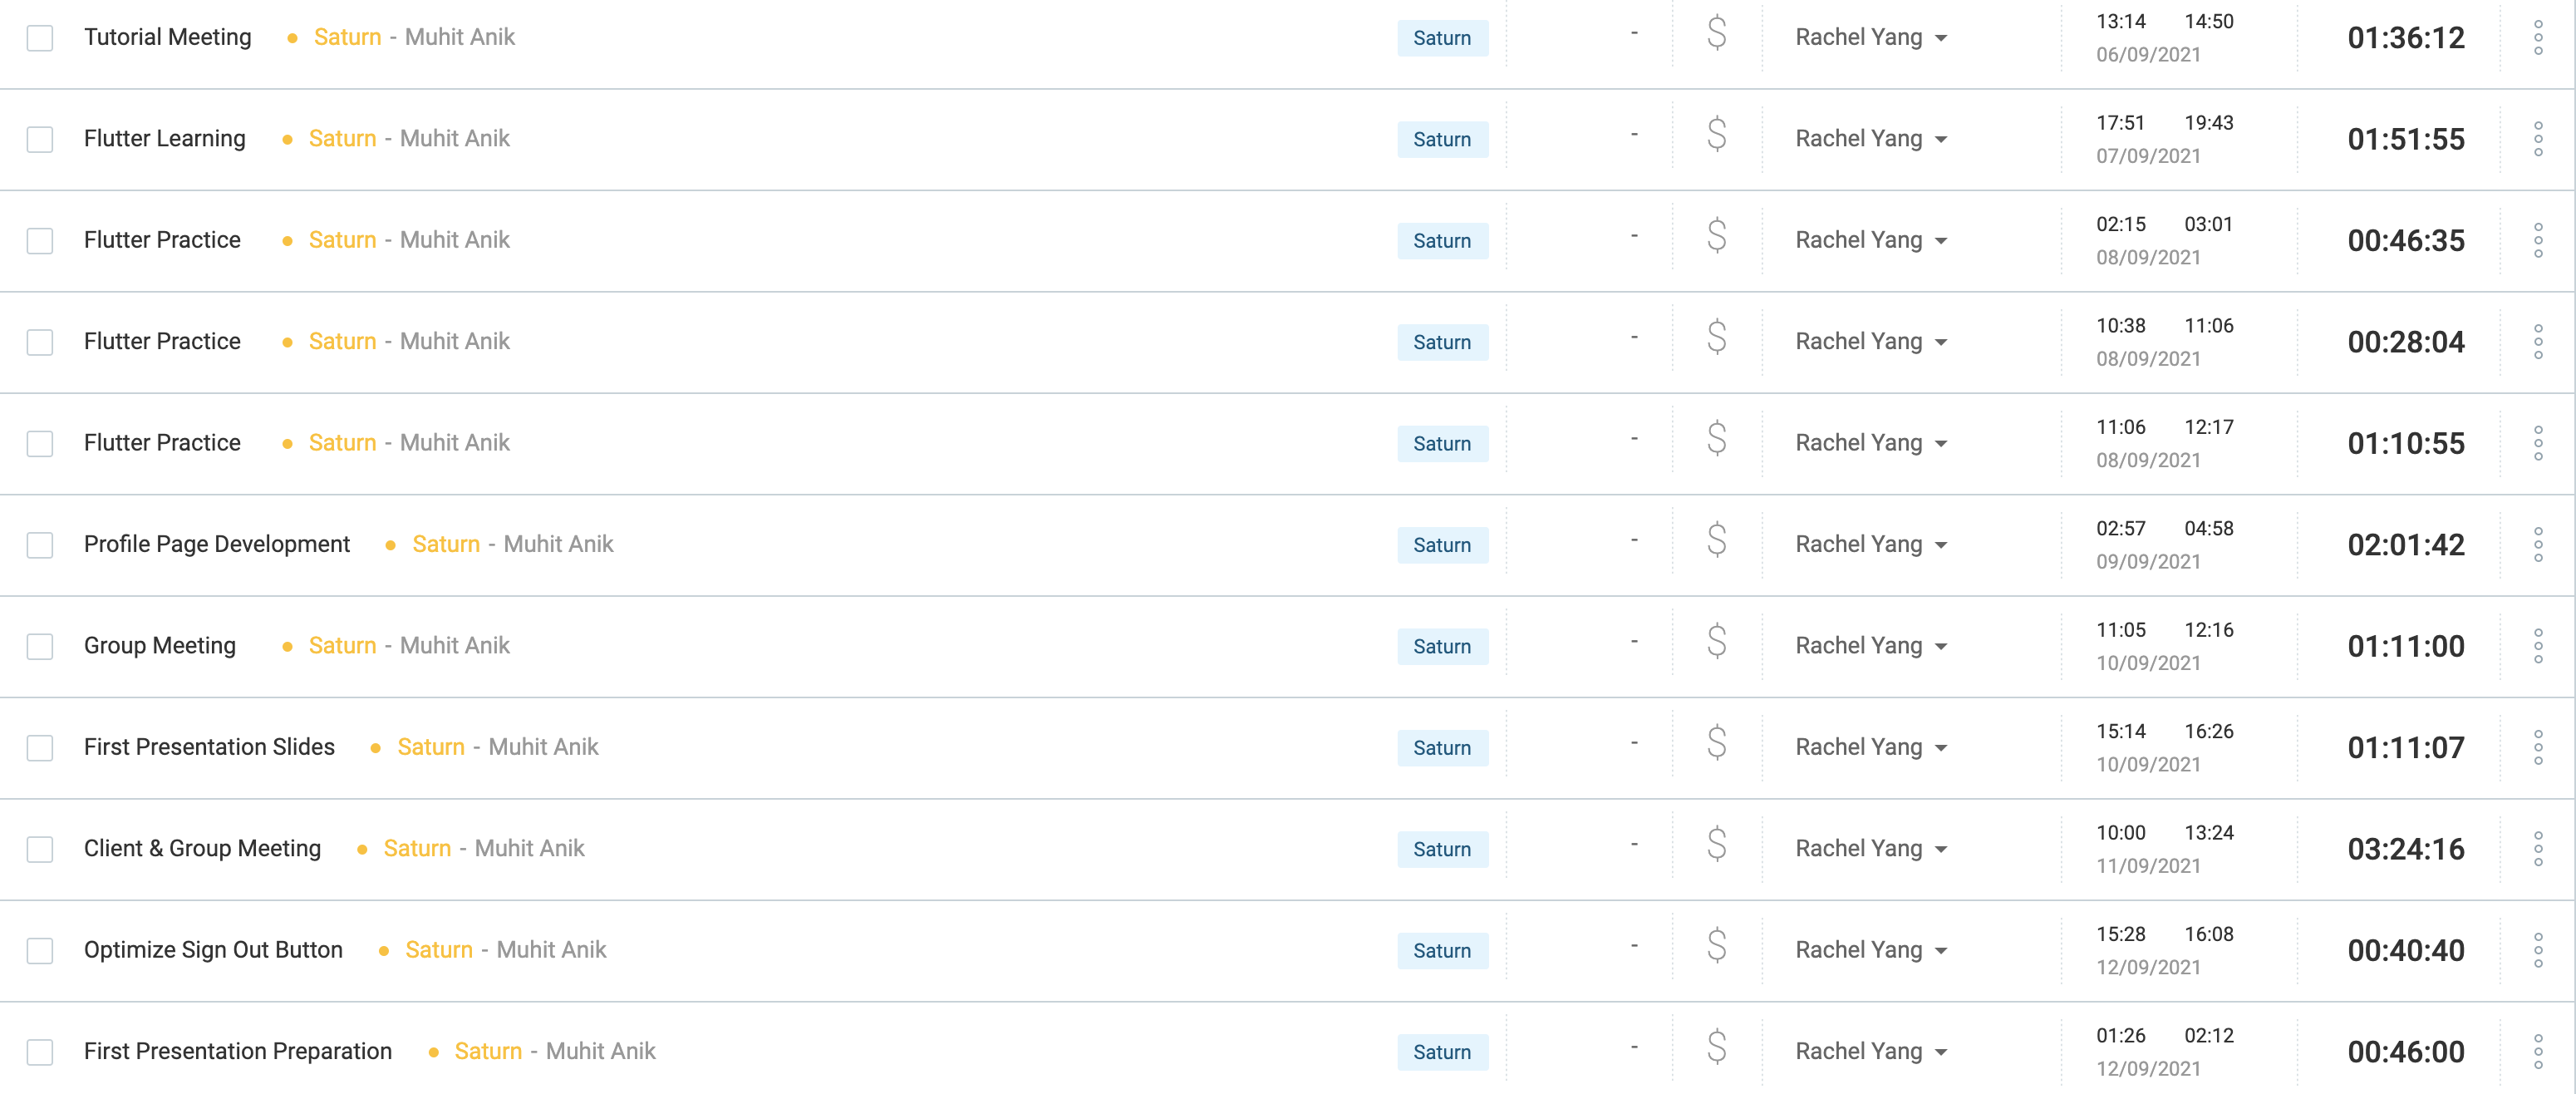 Tutorial Meeting • Saturn - Muhit Anik Saturn - $ Rachel Yang 13:14 14:50 01:36:12
06/09/2021
Flutter Learning • Saturn - Muhit Anik Saturn - $ Rachel Yang 17:51 19:43 01:51:55
07/09/2021
Flutter Practice • Saturn - Muhit Anik Saturn - $ Rachel Yang 02:15 03:01 00:46:35
08/09/2021
Flutter Practice • Saturn - Muhit Anik Saturn - $ Rachel Yang 10:38 11:06 00:28:04
08/09/2021
Flutter Practice • Saturn - Muhit Anik Saturn - $ Rachel Yang 11:06 12:17 01:10:55
08/09/2021
Profile Page Development • Saturn - Muhit Anik Saturn - $ Rachel Yang 02:57 04:58 02:01:42
09/09/2021
Group Meeting • Saturn - Muhit Anik Saturn - $ Rachel Yang 11:05 12:16 01:11:00
10/09/2021
First Presentation Slides • Saturn - Muhit Anik Saturn - $ Rachel Yang 15:14 16:26 01:11:07
10/09/2021
Client & Group Meeting • Saturn - Muhit Anik Saturn - $ Rachel Yang 10:00 13:24 03:24:16
11/09/2021
Optimize Sign Out Button • Saturn - Muhit Anik Saturn - $ Rachel Yang 15:28 16:08 00:40:40
12/09/2021
First Presentation Preparation • Saturn - Muhit Anik Saturn - $ Rachel Yang 01:26 02:12 00:46:00
12/09/2021